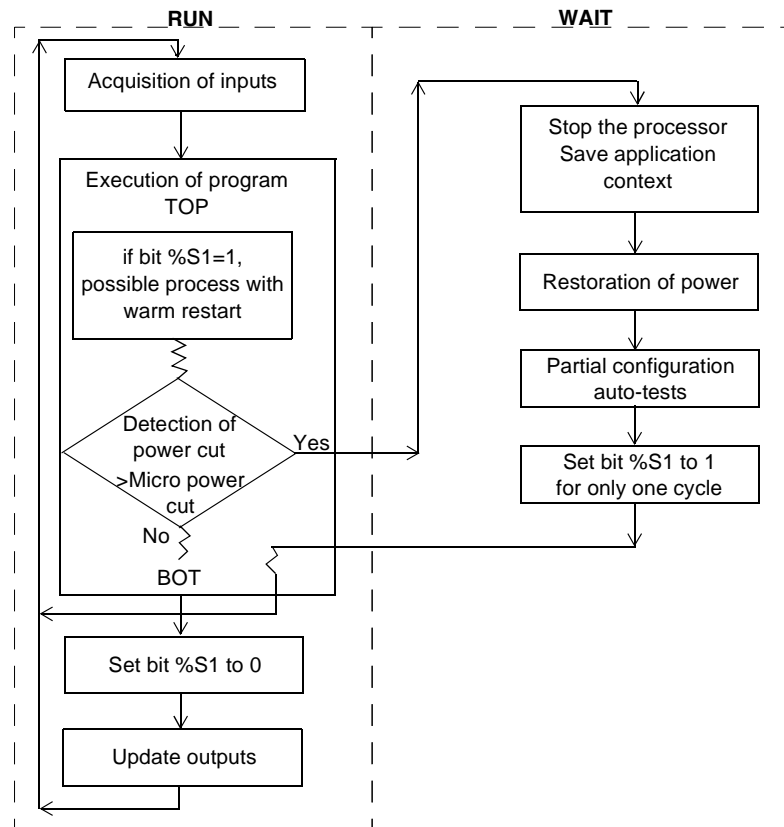 RUN
WAIT
Acquisition of inputs
Execution of program
TOP
if bit %S1=1,
possible process with
warm restart
Detection of
power cut
>Micro power
cut
Yes
No
BOT
Set bit %S1 to 0
Update outputs
Stop the processor
Save application
context
Restoration of power
Partial configuration
auto-tests
Set bit %S1 to 1
for only one cycle